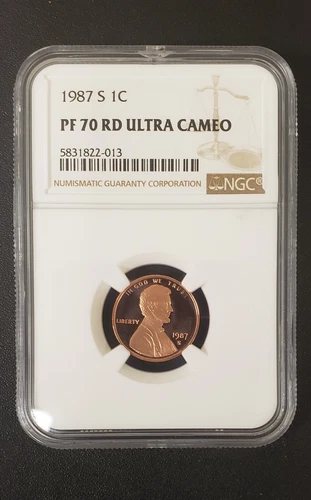 1987 S 1C
PF 70 RD ULTRA CAMEO
5831822-013
NUMISMATIC GUARANTY CORPORATION
NGC®
IN GOD WE TRUST
LIBERTY
1987
S